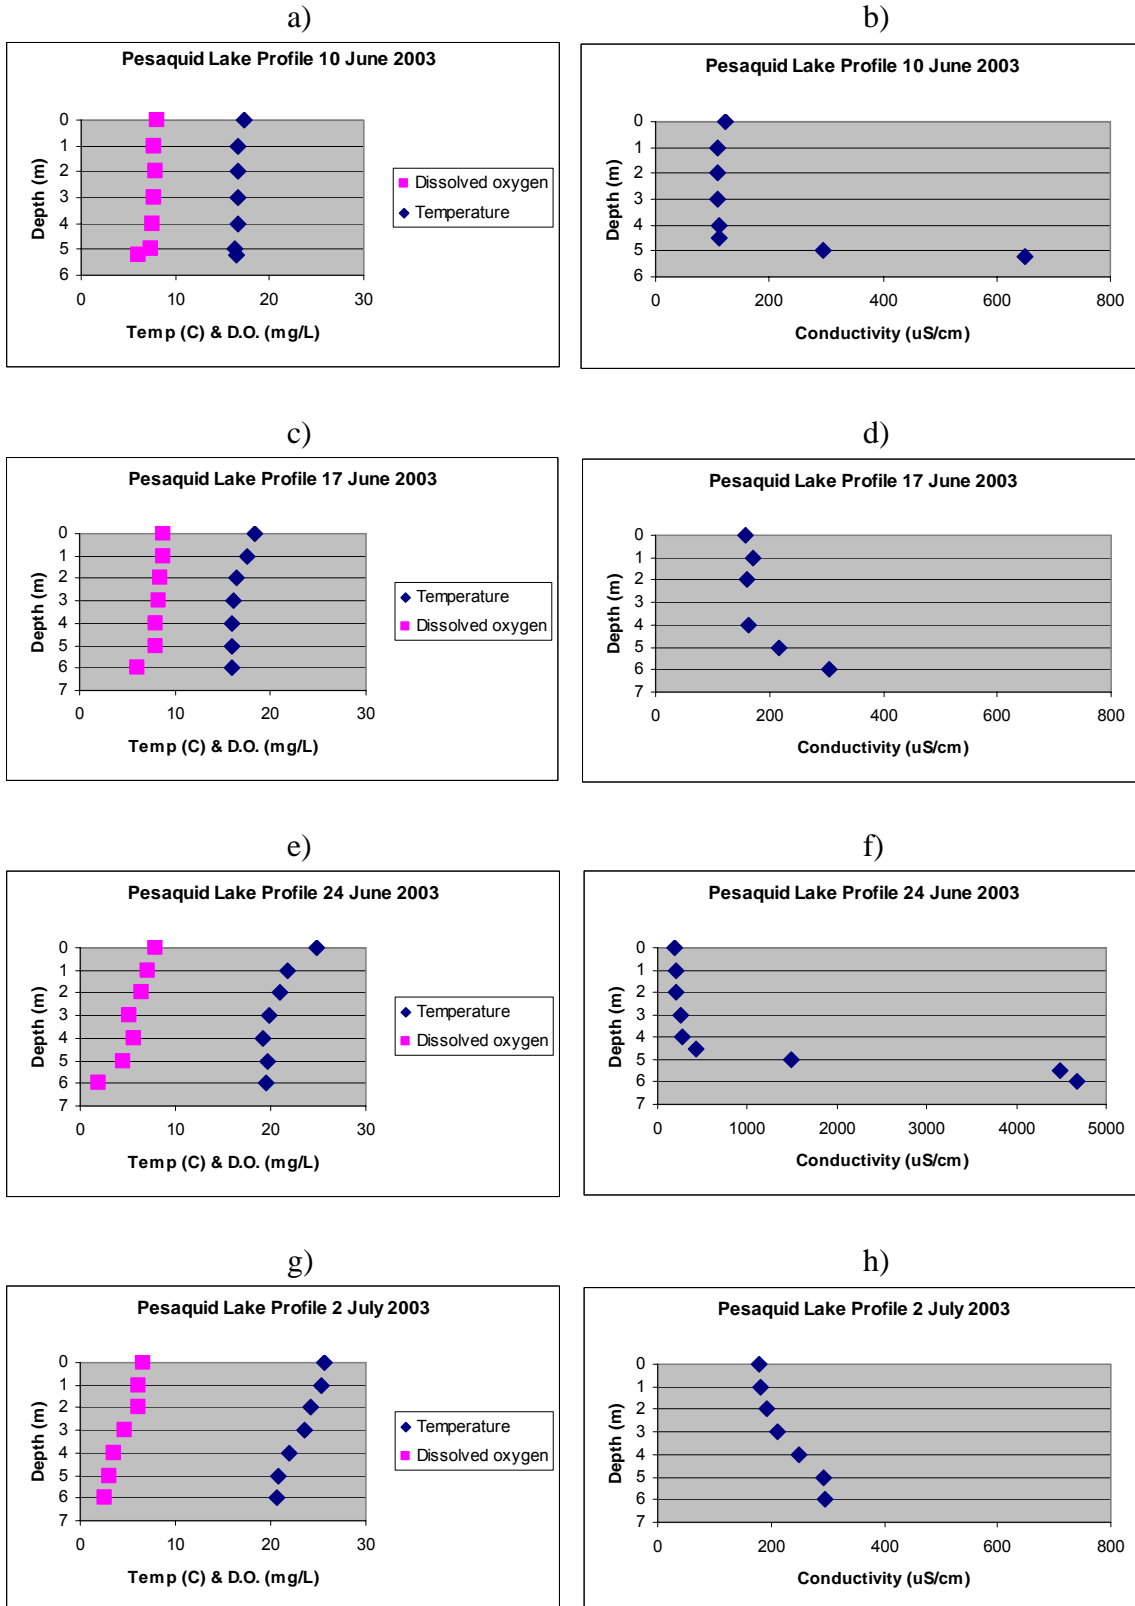 a)
Pesaquid Lake Profile 10 June 2003
Depth (m)
0
1
2
3
4
5
6
0 10 20 30
Temp (C) & D.O. (mg/L)
Dissolved oxygen
Temperature
b)
Pesaquid Lake Profile 10 June 2003
Depth (m)
0
1
2
3
4
5
6
0 200 400 600 800
Conductivity (uS/cm)
c)
Pesaquid Lake Profile 17 June 2003
Depth (m)
0
1
2
3
4
5
6
7
0 10 20 30
Temp (C) & D.O. (mg/L)
Temperature
Dissolved oxygen
d)
Pesaquid Lake Profile 17 June 2003
Depth (m)
0
1
2
3
4
5
6
7
0 200 400 600 800
Conductivity (uS/cm)
e)
Pesaquid Lake Profile 24 June 2003
Depth (m)
0
1
2
3
4
5
6
7
0 10 20 30
Temp (C) & D.O. (mg/L)
Temperature
Dissolved oxygen
f)
Pesaquid Lake Profile 24 June 2003
Depth (m)
0
1
2
3
4
5
6
7
0 1000 2000 3000 4000 5000
Conductivity (uS/cm)
g)
Pesaquid Lake Profile 2 July 2003
Depth (m)
0
1
2
3
4
5
6
7
0 10 20 30
Temp (C) & D.O. (mg/L)
Temperature
Dissolved oxygen
h)
Pesaquid Lake Profile 2 July 2003
Depth (m)
0
1
2
3
4
5
6
7
0 200 400 600 800
Conductivity (uS/cm)